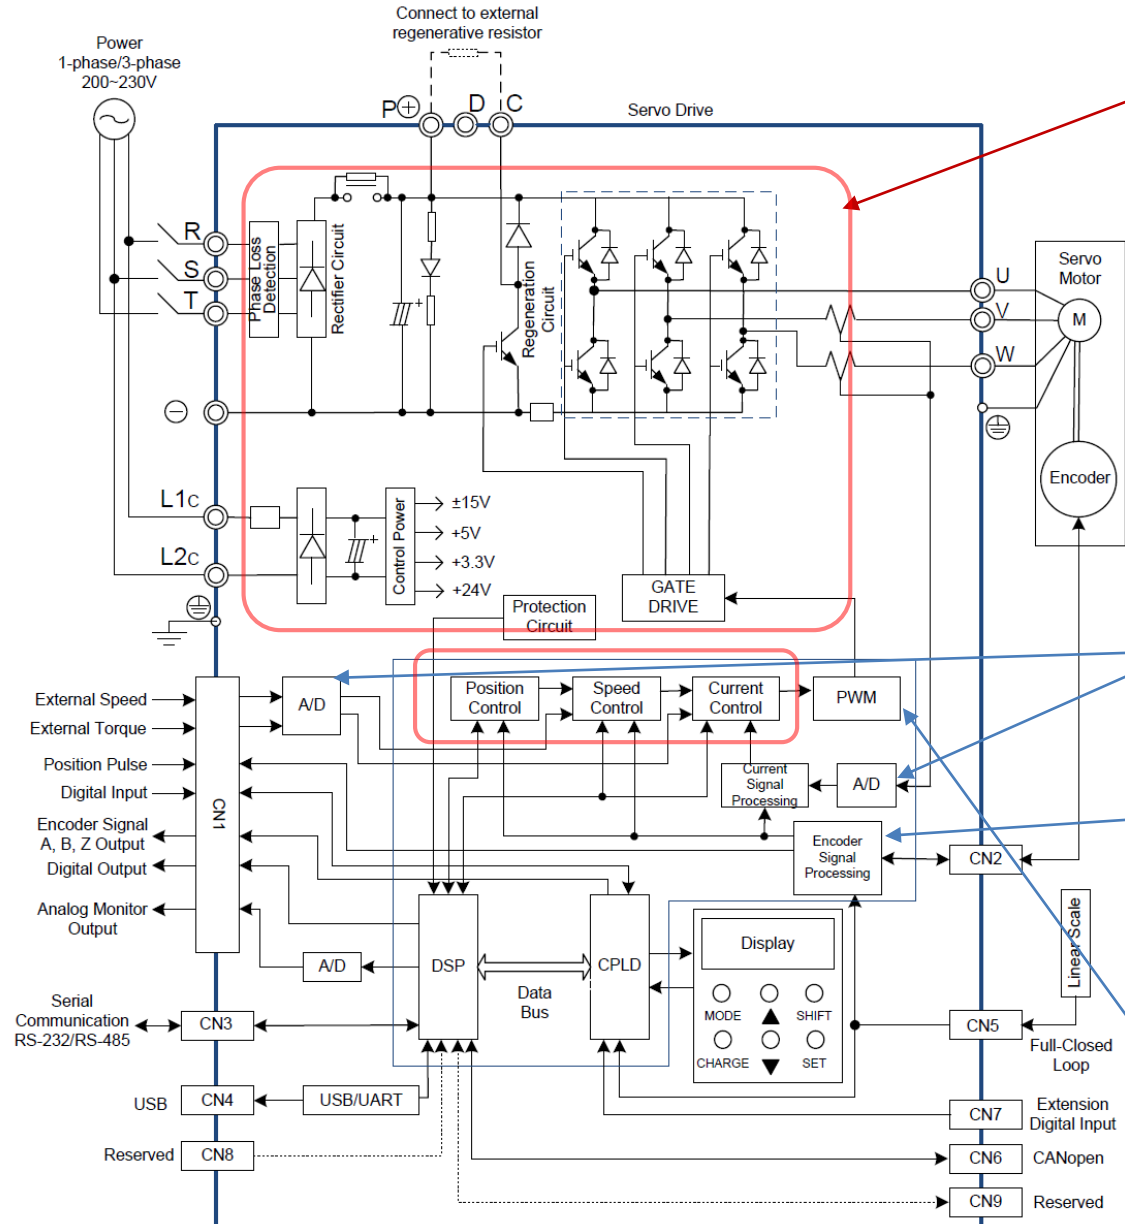 Connect to external
regenerative resistor
Power
1-phase/3-phase
200~230V
P
D
C
Servo Drive
R
S
T
Phase Loss
Detection
Rectifier Circuit
Regeneration
Circuit
U
V
W
Servo
Motor
M
Encoder
L1c
L2c
Control Power
±15V
+5V
+3.3V
+24V
GATE
DRIVE
Protection
Circuit
External Speed
External Torque
Position Pulse
Digital Input
Encoder Signal
A, B, Z Output
Digital Output
Analog Monitor
Output
CN1
A/D
Position
Control
Speed
Control
Current
Control
PWM
Current
Signal
Processing
A/D
Encoder
Signal
Processing
CN2
A/D
DSP
Data
Bus
CPLD
Display
MODE
SHIFT
CHARGE
SET
Linear Scale
Serial
Communication
RS-232/RS-485
CN3
CN5
Full-Closed
Loop
USB
CN4
USB/UART
CN7
Extension
Digital Input
Reserved
CN8
CN6
CANopen
CN9
Reserved